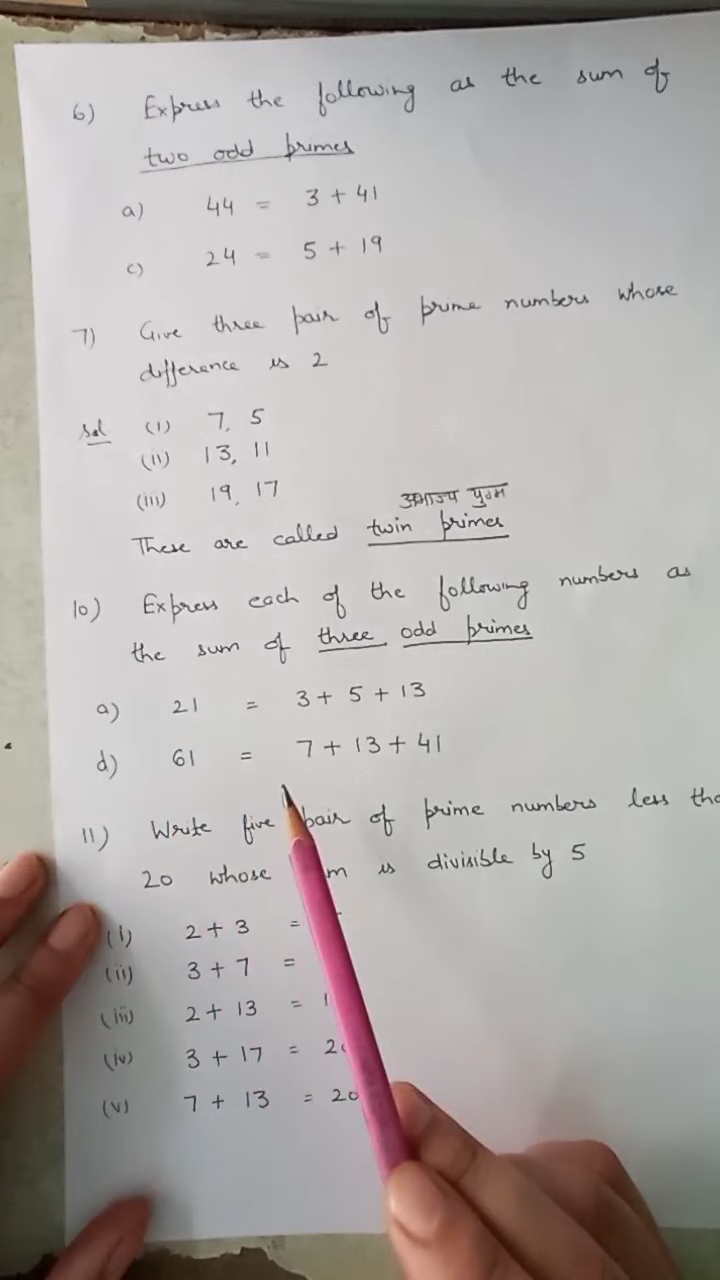 6) Express the following as the sum of
two odd primes
a) 44 = 3 + 41
c) 24 = 5 + 19
7) Give three pair of prime numbers whose
difference is 2
Sol (i) 7, 5
(ii) 13, 11
(iii) 19, 17
अभाज्य युग्म
These are called twin primes
10) Express each of the following numbers as
the sum of three odd primes
a) 21 = 3 + 5 + 13
d) 61 = 7 + 13 + 41
11) Write five pair of prime numbers less
20 whose is divisible by 5
(i) 2 + 3 =
(ii) 3 + 7 =
(iii) 2 + 13 = 1
(iv) 3 + 17 = 20
(v) 7 + 13 = 20